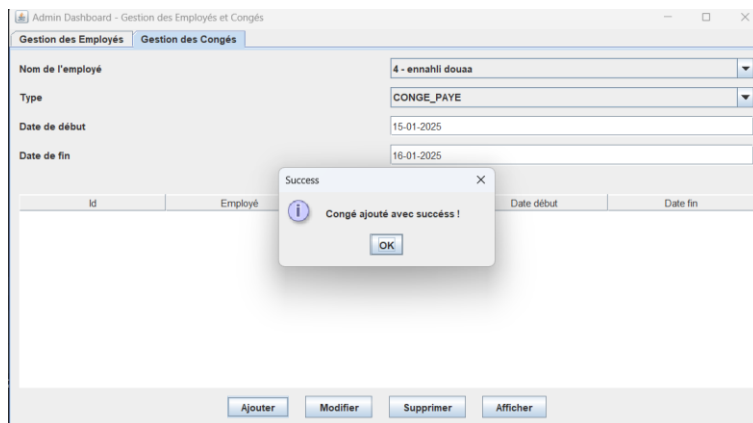 Admin Dashboard - Gestion des Employés et Congés
Gestion des Employés Gestion des Congés
Nom de l'employé 4 - ennahli douaa
Type CONGE_PAYE
Date de début 15-01-2025
Date de fin 16-01-2025
Success
Id Employé Date début Date fin
Congé ajouté avec succéss !
OK
Ajouter Modifier Supprimer Afficher